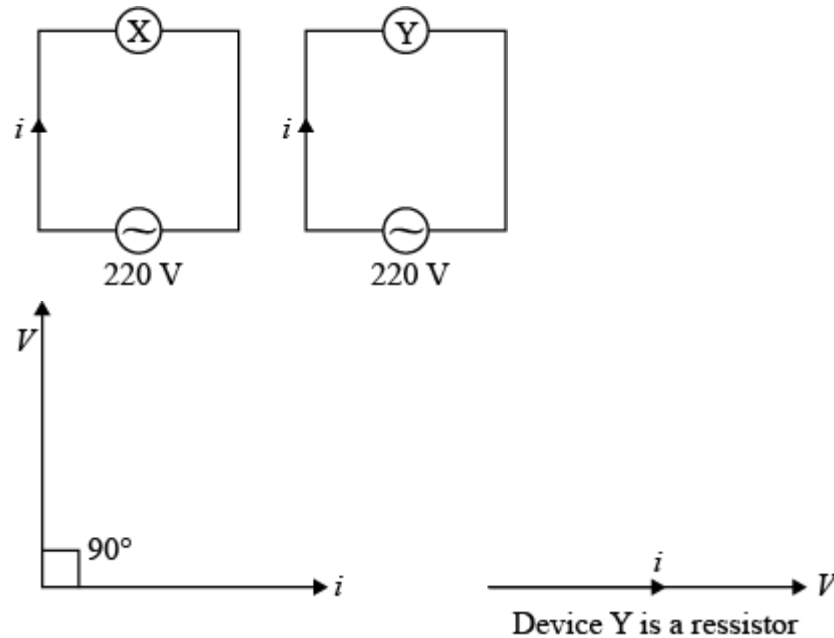 X Y
i i
220 V 220 V
V
90°
i
i
V
Device Y is a ressistor